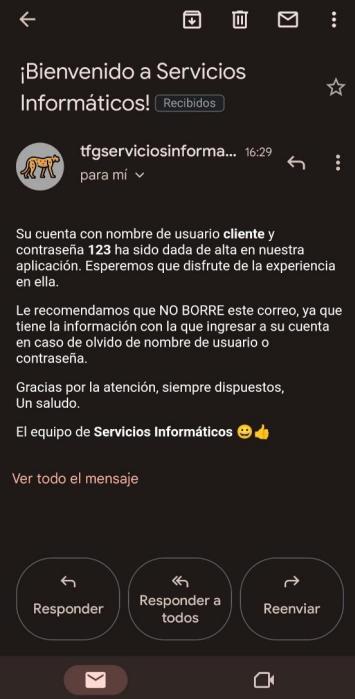 ¡Bienvenido a Servicios
Informáticos! Recibidos
tfgserviciosinforma... 16:29
para mí
Su cuenta con nombre de usuario cliente y
contraseña 123 ha sido dada de alta en nuestra
aplicación. Esperemos que disfrute de la experiencia
en ella.
Le recomendamos que NO BORRE este correo, ya que
tiene la información con la que ingresar a su cuenta
en caso de olvido de nombre de usuario o
contraseña.
Gracias por la atención, siempre dispuestos,
Un saludo.
El equipo de Servicios Informáticos 😀👍
Ver todo el mensaje
Responder
Responder a
todos
Reenviar